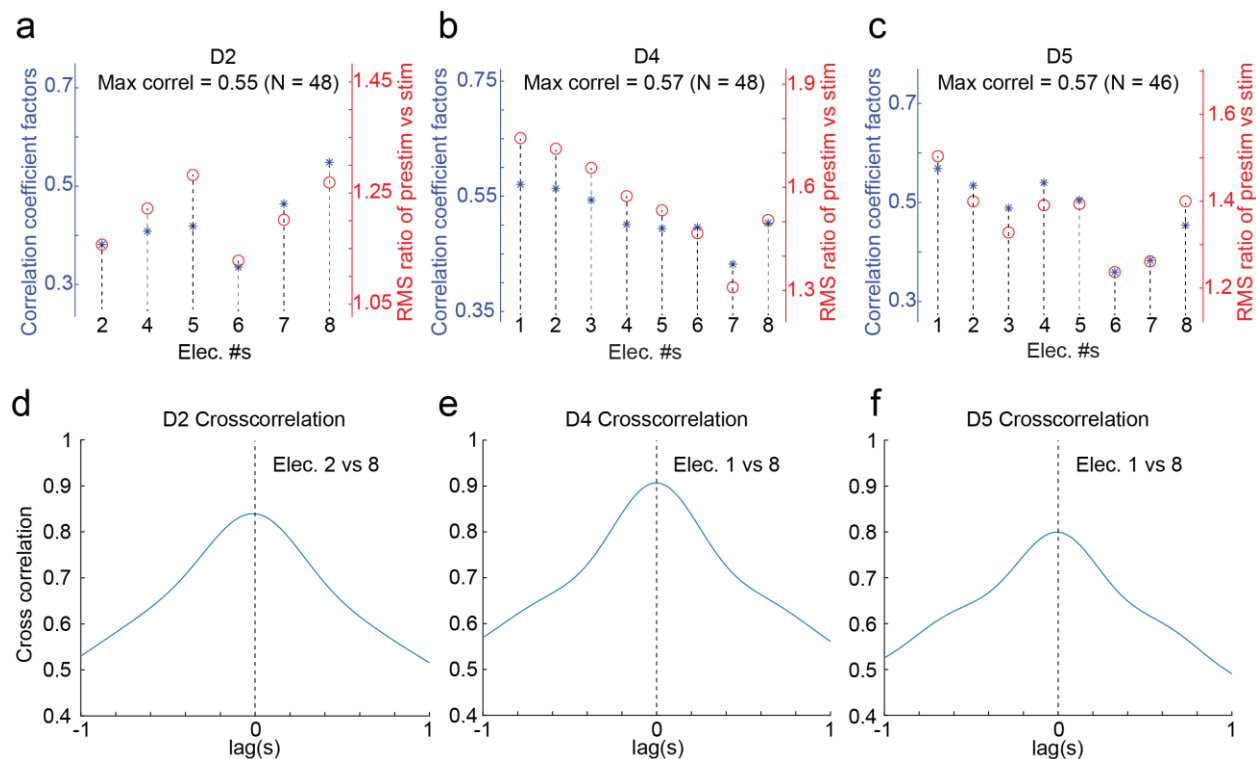 a
D2
Max correl = 0.55 (N = 48)
Correlation coefficient factors
0.7
0.5
0.3
1.45
1.25
1.05
RMS ratio of prestim vs stim
2 4 5 6 7 8
Elec. #s
b
D4
Max correl = 0.57 (N = 48)
Correlation coefficient factors
0.75
0.55
0.35
1.9
1.6
1.3
RMS ratio of prestim vs stim
1 2 3 4 5 6 7 8
Elec. #s
c
D5
Max correl = 0.57 (N = 46)
Correlation coefficient factors
0.7
0.5
0.3
1.6
1.4
1.2
RMS ratio of prestim vs stim
1 2 3 4 5 6 7 8
Elec. #s
d
D2 Crosscorrelation
Elec. 2 vs 8
Cross correlation
1
0.9
0.8
0.7
0.6
0.5
0.4
-1 0 1
lag(s)
e
D4 Crosscorrelation
Elec. 1 vs 8
1
0.9
0.8
0.7
0.6
0.5
0.4
-1 0 1
lag(s)
f
D5 Crosscorrelation
Elec. 1 vs 8
1
0.9
0.8
0.7
0.6
0.5
0.4
-1 0 1
lag(s)